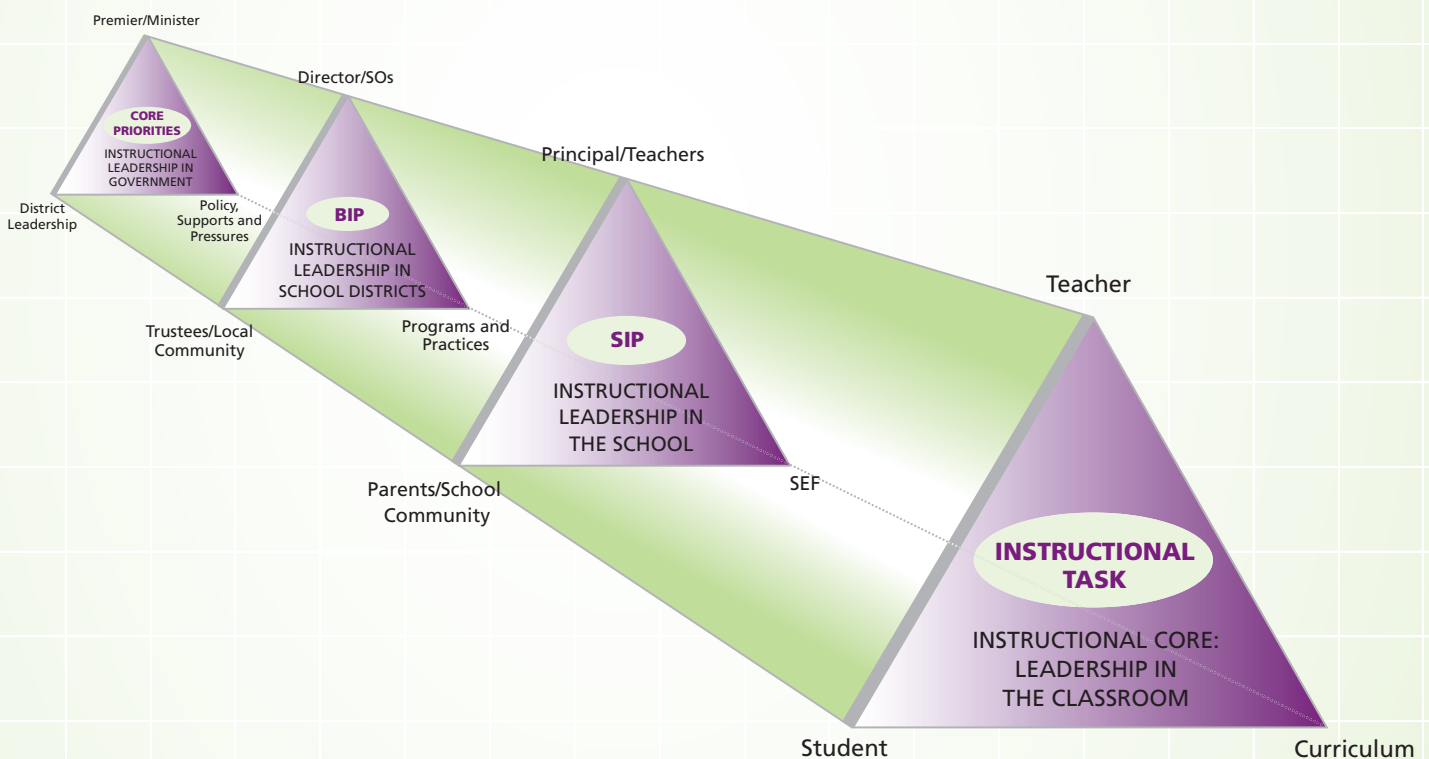 Premier/Minister
CORE
PRIORITIES
INSTRUCTIONAL
LEADERSHIP IN
GOVERNMENT
District
Leadership
Policy,
Supports and
Pressures
Director/SOs
BIP
INSTRUCTIONAL
LEADERSHIP IN
SCHOOL DISTRICTS
Trustees/Local
Community
Programs and
Practices
Principal/Teachers
SIP
INSTRUCTIONAL
LEADERSHIP IN
THE SCHOOL
Parents/School
Community
SEF
Teacher
INSTRUCTIONAL
TASK
INSTRUCTIONAL CORE:
LEADERSHIP IN
THE CLASSROOM
Student
Curriculum